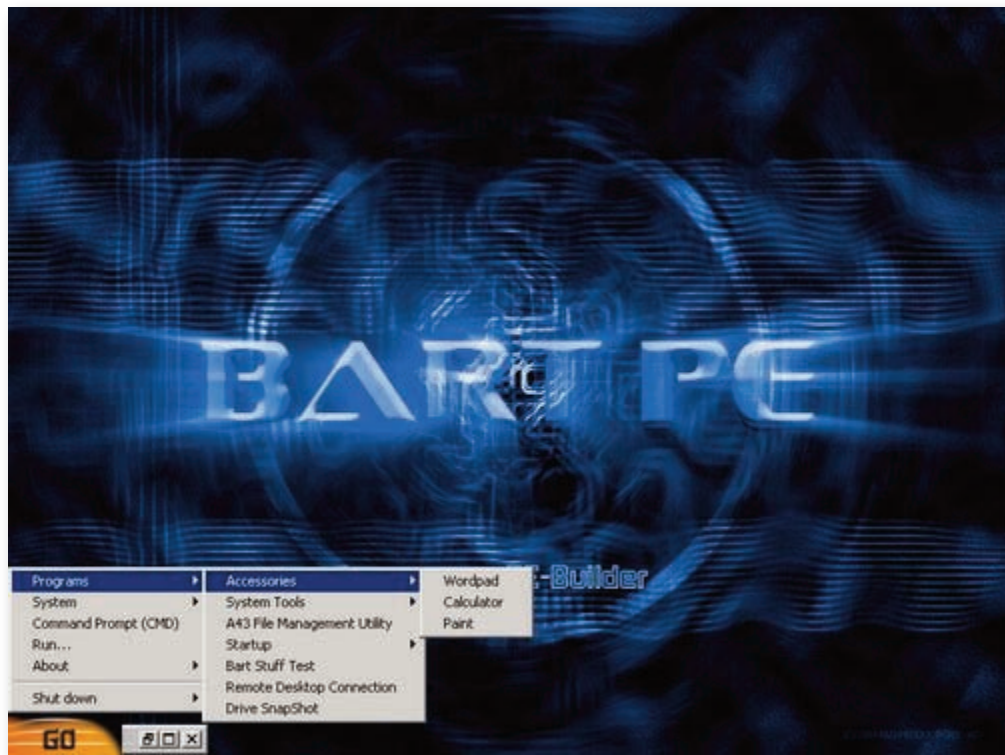 BART PE
E-Builder
Programs
System
Command Prompt (CMD)
Run...
About
Shut down
Accessories
System Tools
A43 File Management Utility
Startup
Bart Stuff Test
Remote Desktop Connection
Drive SnapShot
Wordpad
Calculator
Paint
GO